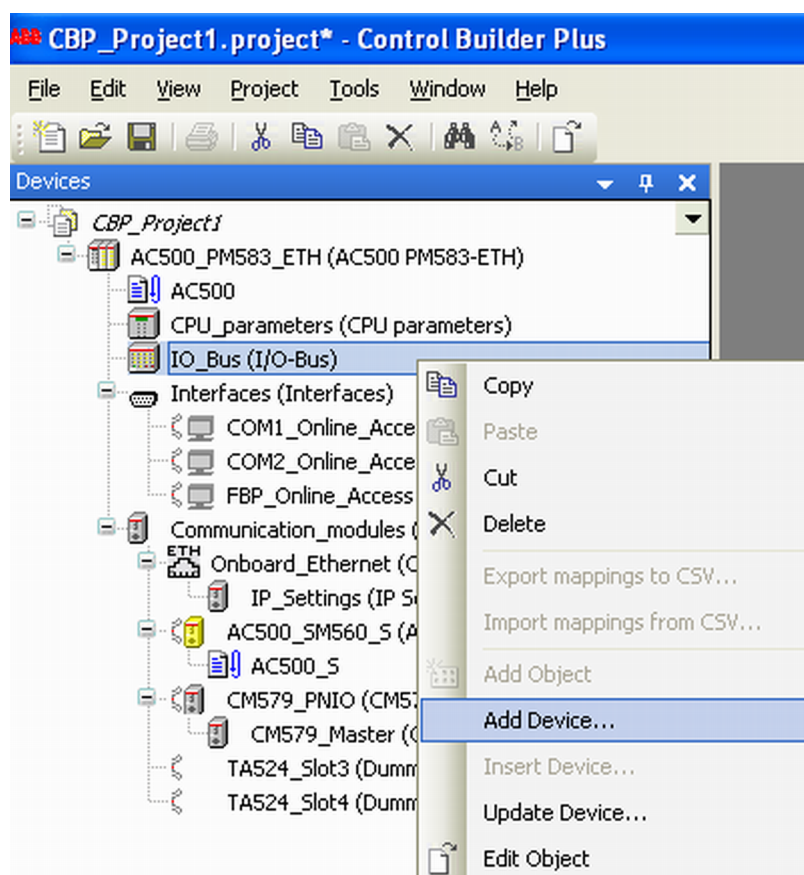 ABB CBP_Project1.project* - Control Builder Plus
File Edit View Project Tools Window Help
Devices
CBP_Project1
AC500_PM583_ETH (AC500 PM583-ETH)
AC500
CPU_parameters (CPU parameters)
IO_Bus (I/O-Bus)
Interfaces (Interfaces)
COM1_Online_Acce
COM2_Online_Acce
FBP_Online_Access
Communication_modules (
ETH
Onboard_Ethernet (
IP_Settings (IP
AC500_SM560_S (
AC500_S
CM579_PNIO (CM57
CM579_Master (
TA524_Slot3 (Dumm
TA524_Slot4 (Dumm
Copy
Paste
Cut
Delete
Export mappings to CSV...
Import mappings from CSV...
Add Object
Add Device...
Insert Device...
Update Device...
Edit Object